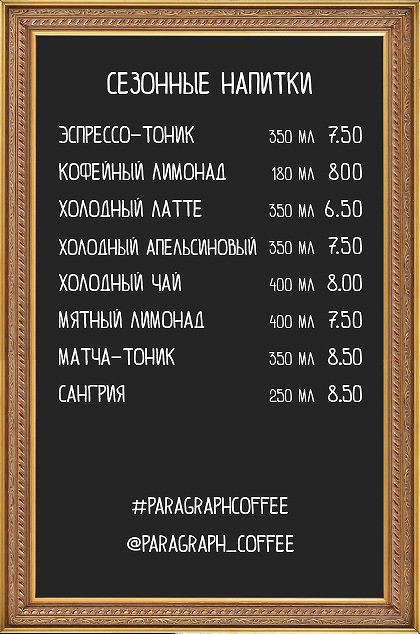 СЕЗОННЫЕ НАПИТКИ
ЭСПРЕССО-ТОНИК 350 МЛ 7.50
КОФЕЙНЫЙ ЛИМОНАД 180 МЛ 800
ХОЛОДНЫЙ ЛАТТЕ 350 МЛ 6.50
ХОЛОДНЫЙ АПЕЛЬСИНОВЫЙ 350 МЛ 7.50
ХОЛОДНЫЙ ЧАЙ 400 МЛ 8.00
МЯТНЫЙ ЛИМОНАД 400 МЛ 7.50
МАТЧА-ТОНИК 350 МЛ 8.50
САНГРИЯ 250 МЛ 8.50
#PARAGRAPHCOFFEE
@PARAGRAPH_COFFEE